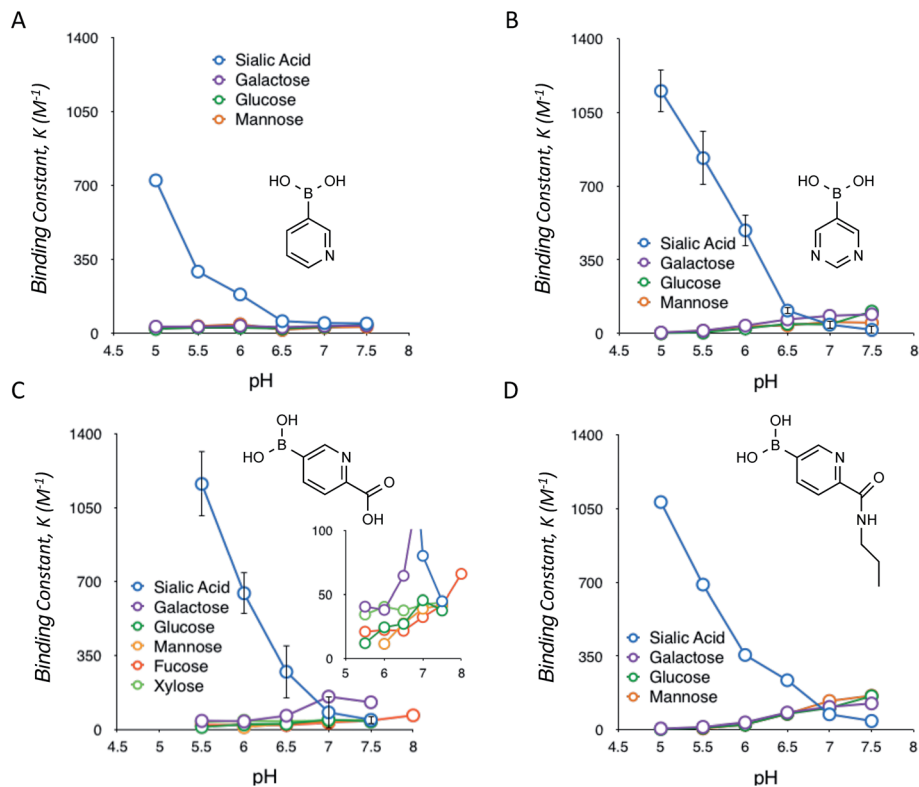 A
Binding Constant, K (M⁻¹)
1400
1050
700
350
0
Sialic Acid
Galactose
Glucose
Mannose
HO
OH
B
N
4.5
5
5.5
6
6.5
7
7.5
8
pH
B
Binding Constant, K (M⁻¹)
1400
1050
700
350
0
HO
OH
B
N
N
Sialic Acid
Galactose
Glucose
Mannose
4.5
5
5.5
6
6.5
7
7.5
8
pH
C
Binding Constant, K (M⁻¹)
1400
1050
700
350
0
OH
B
HO
N
O
OH
Sialic Acid
Galactose
Glucose
Mannose
Fucose
Xylose
100
50
0
5
6
7
8
4.5
5
5.5
6
6.5
7
7.5
8
pH
D
Binding Constant, K (M⁻¹)
1400
1050
700
350
0
OH
B
HO
N
O
NH
Sialic Acid
Galactose
Glucose
Mannose
4.5
5
5.5
6
6.5
7
7.5
8
pH